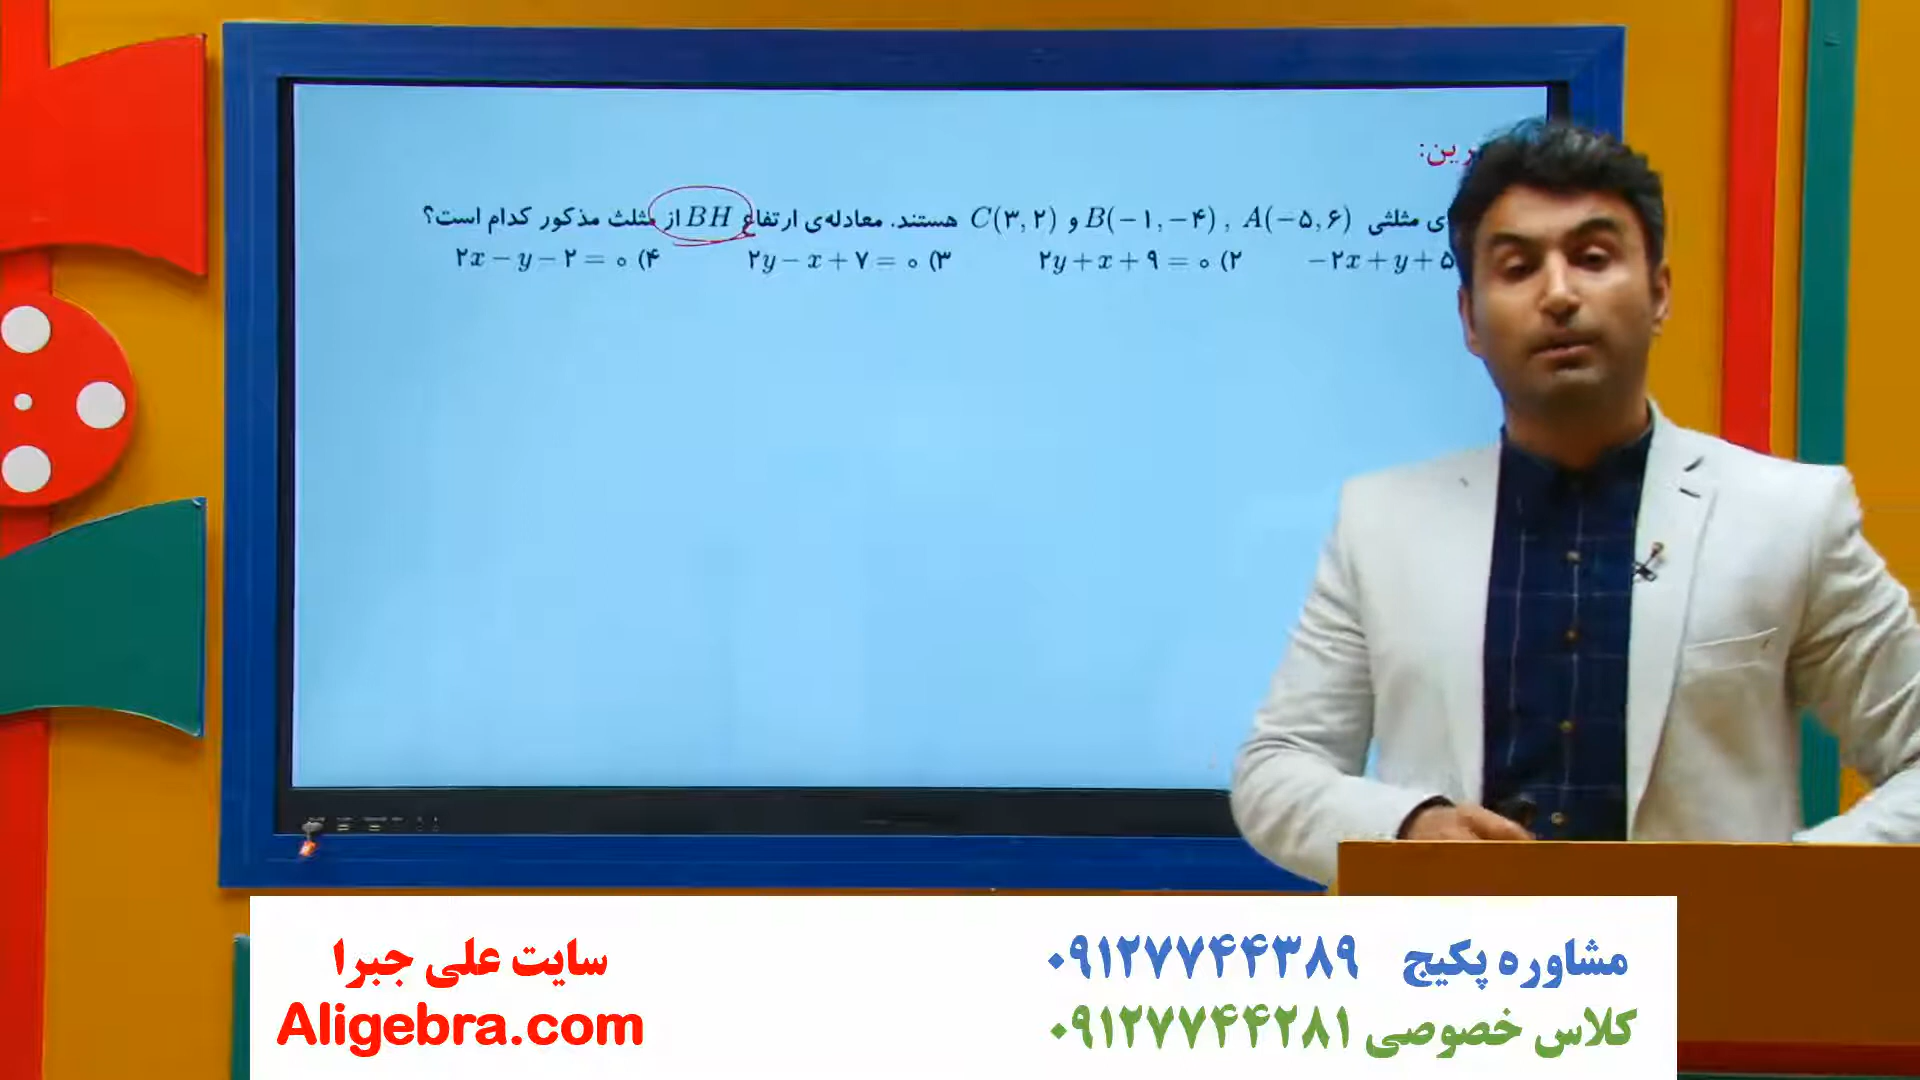 رین:
ی مثلثی A(−۵,۶) , B(−۱,−۴) و C(۳,۲) هستند. معادله‌ی ارتفاع BH از مثلث مذکور کدام است؟
−۲x+y+۵ ۲) ۲y+x+۹=۰ ۳) ۲y−x+۷=۰ ۴) ۲x−y−۲=۰
مشاوره پکیج ۰۹۱۲۷۷۴۴۳۸۹
کلاس خصوصی ۰۹۱۲۷۷۴۴۲۸۱
سایت علی جبرا
Aligebra.com